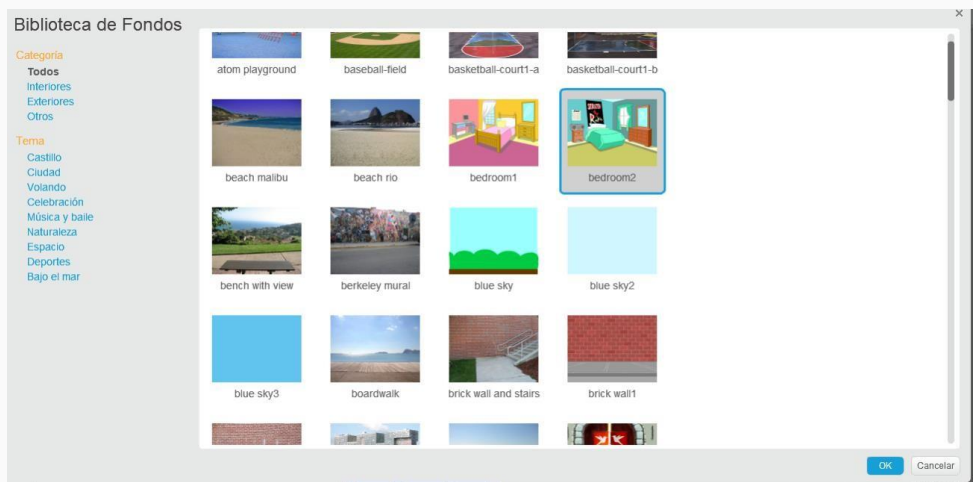 Biblioteca de Fondos
Categoría
Todos
Interiores
Exteriores
Otros
Tema
Castillo
Ciudad
Volando
Celebración
Música y baile
Naturaleza
Espacio
Deportes
Bajo el mar
atom playground
baseball-field
basketball-court1-a
basketball-court1-b
beach malibu
beach rio
bedroom1
bedroom2
bench with view
berkeley mural
blue sky
blue sky2
blue sky3
boardwalk
brick wall and stairs
brick wall1
OK
Cancelar